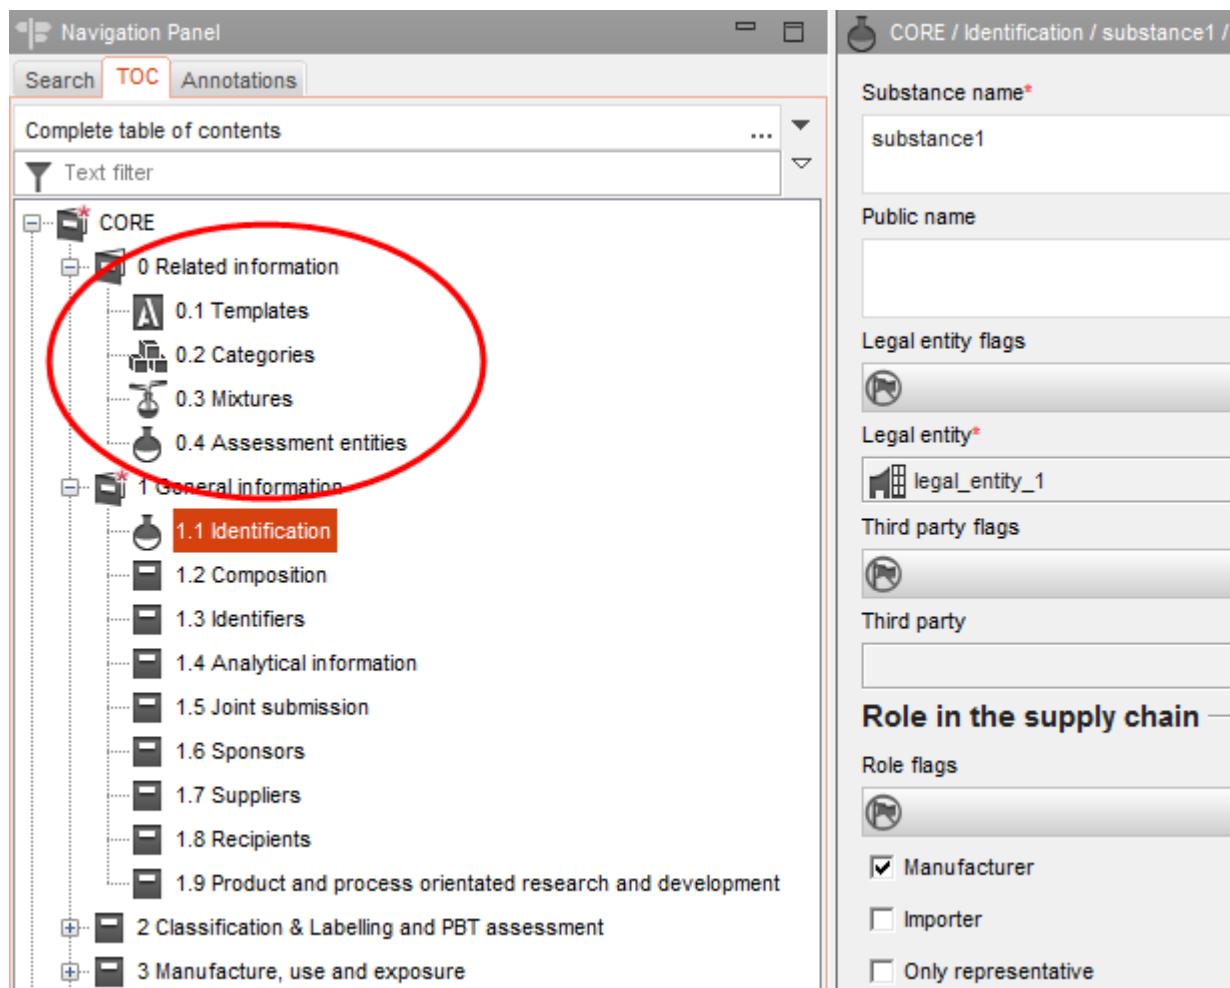 Navigation Panel
Search TOC Annotations
Complete table of contents ...
Text filter
CORE
0 Related information
0.1 Templates
0.2 Categories
0.3 Mixtures
0.4 Assessment entities
1 General information
1.1 Identification
1.2 Composition
1.3 Identifiers
1.4 Analytical information
1.5 Joint submission
1.6 Sponsors
1.7 Suppliers
1.8 Recipients
1.9 Product and process orientated research and development
2 Classification & Labelling and PBT assessment
3 Manufacture, use and exposure
CORE / Identification / substance1 /
Substance name*
substance1
Public name
Legal entity flags
Legal entity*
legal_entity_1
Third party flags
Third party
Role in the supply chain
Role flags
Manufacturer
Importer
Only representative